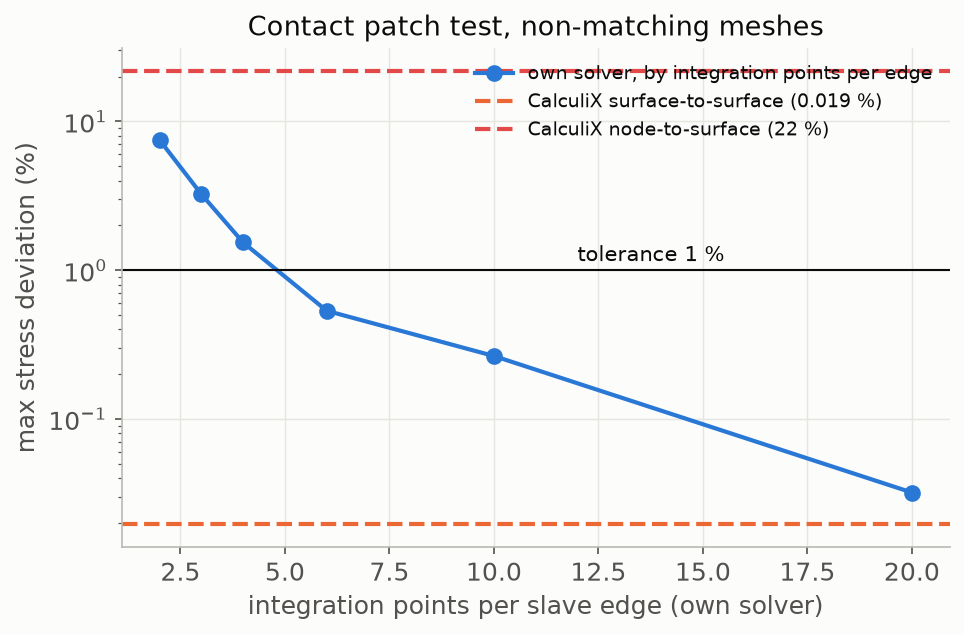 Contact patch test, non-matching meshes
own solver, by integration points per edge
CalculiX surface-to-surface (0.019 %)
CalculiX node-to-surface (22 %)
tolerance 1 %
max stress deviation (%)
10¹
10⁰
10⁻¹
2.5 5.0 7.5 10.0 12.5 15.0 17.5 20.0
integration points per slave edge (own solver)